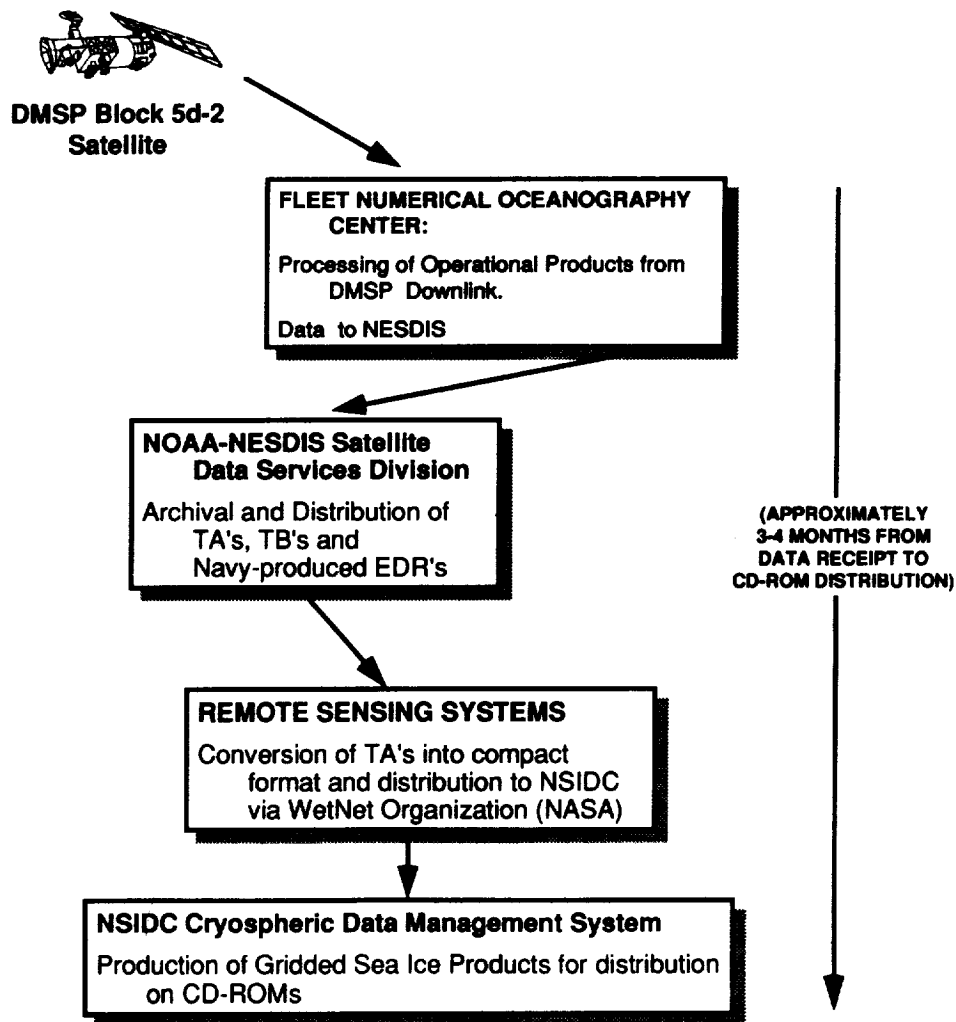 DMSP Block 5d-2
Satellite
FLEET NUMERICAL OCEANOGRAPHY
CENTER:
Processing of Operational Products from
DMSP Downlink.
Data to NESDIS
NOAA-NESDIS Satellite
Data Services Division
Archival and Distribution of
TA's, TB's and
Navy-produced EDR's
(APPROXIMATELY
3-4 MONTHS FROM
DATA RECEIPT TO
CD-ROM DISTRIBUTION)
REMOTE SENSING SYSTEMS
Conversion of TA's into compact
format and distribution to NSIDC
via WetNet Organization (NASA)
NSIDC Cryospheric Data Management System
Production of Gridded Sea Ice Products for distribution
on CD-ROMs